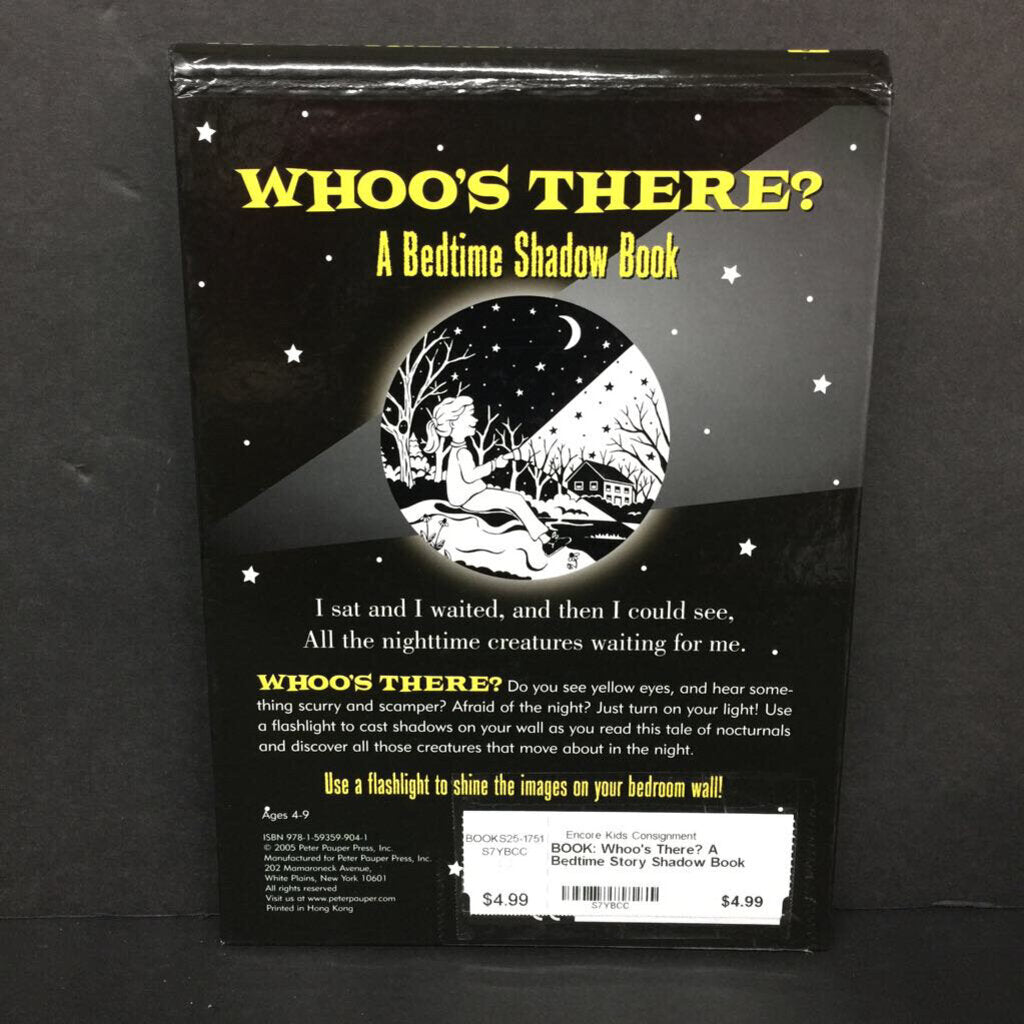 WHOO'S THERE?
A Bedtime Shadow Book
I sat and I waited, and then I could see,
All the nighttime creatures waiting for me.
WHOO'S THERE? Do you see yellow eyes, and hear some-
thing scurry and scamper? Afraid of the night? Just turn on your light! Use
a flashlight to cast shadows on your wall as you read this tale of nocturnals
and discover all those creatures that move about in the night.
Use a flashlight to shine the images on your bedroom wall!
Ages 4-9
ISBN 978-1-59359-904-1
© 2005 Peter Pauper Press, Inc.
Manufactured for Peter Pauper Press, Inc.
202 Mamaroneck Avenue,
White Plains, New York 10601
All rights reserved
Visit us at www.peterpauper.com
Printed in Hong Kong
BOOKS25-1751
S7YBCC
$4.99
Encore Kids Consignment
BOOK: Whoo's There? A
Bedtime Story Shadow Book
S7YBCC
$4.99